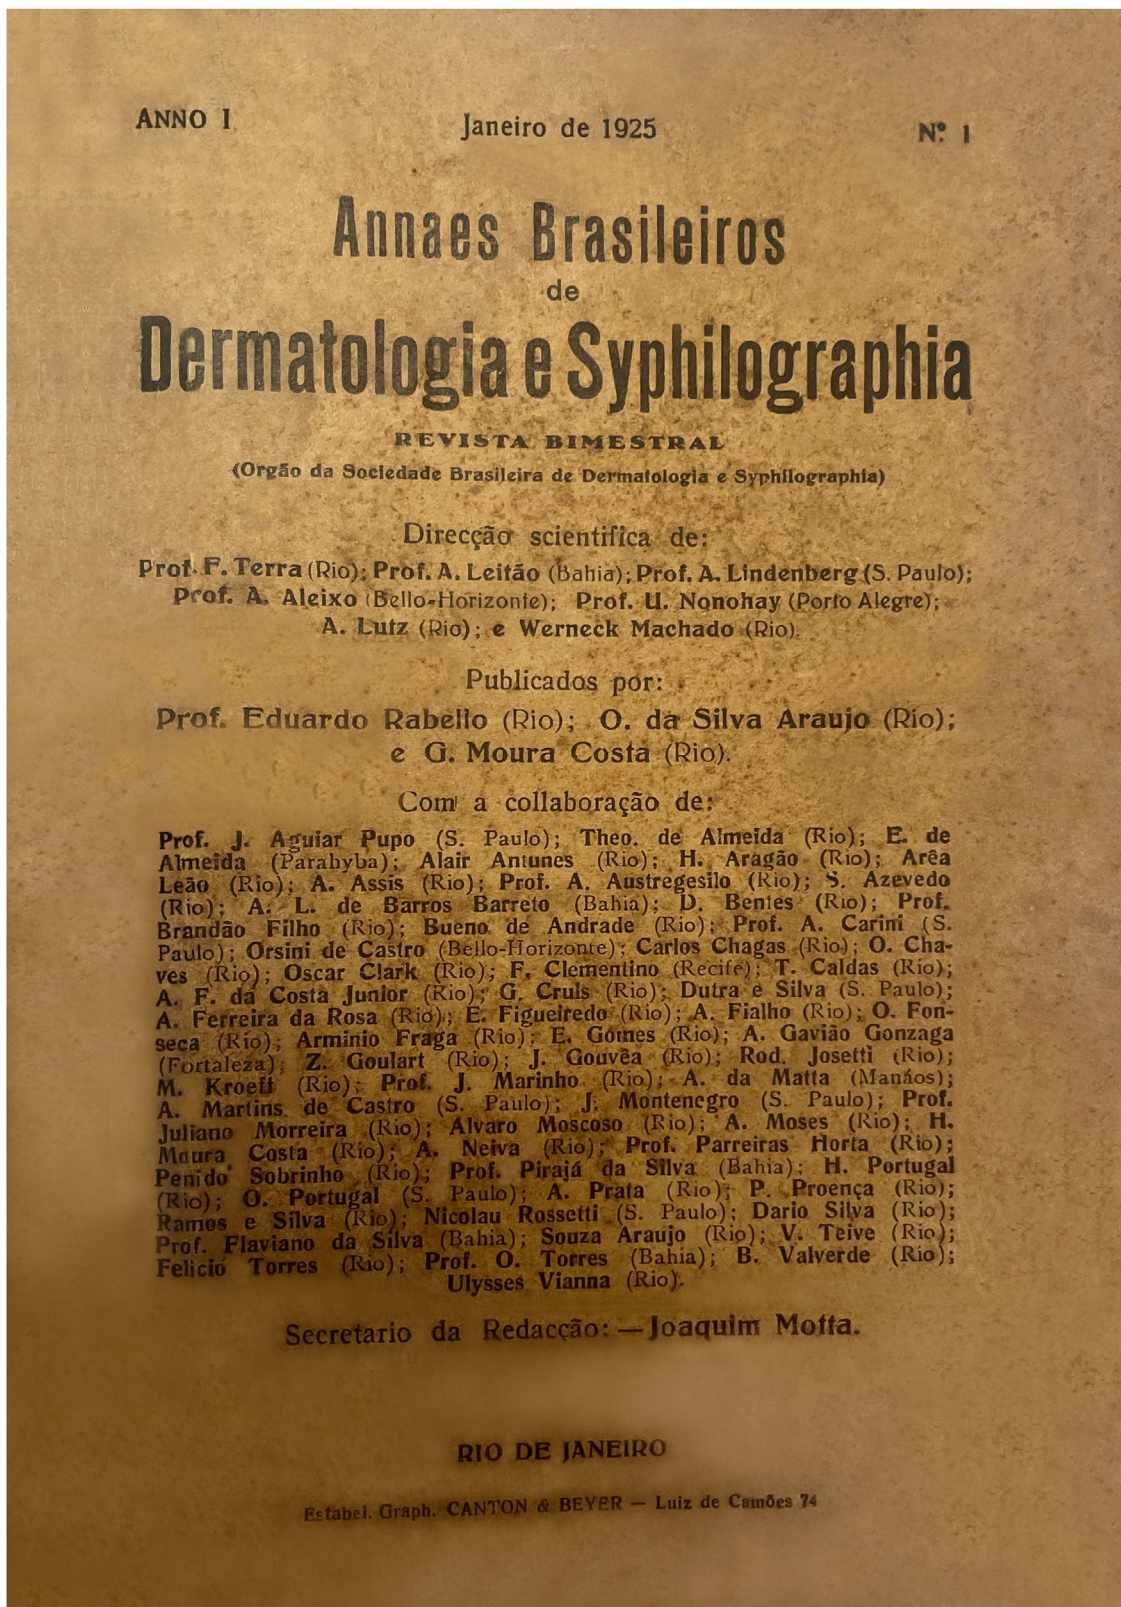 ANNO I
Janeiro de 1925
Nº 1
Annaes Brasileiros
de
Dermatologia e Syphilographia
REVISTA BIMESTRAL
(Orgão da Sociedade Brasileira de Dermatologia e Syphilographia)
Direcção scientifica de:
Prof. F. Terra (Rio); Prof. A. Leitão (Bahia); Prof. A. Lindenberg (S. Paulo);
Prof. A. Aleixo (Bello-Horizonte); Prof. U. Nonohay (Porto Alegre);
A. Lutz (Rio); e Werneck Machado (Rio).
Publicados por:
Prof. Eduardo Rabello (Rio); O. da Silva Araujo (Rio);
e G. Moura Costa (Rio).
Com a collaboração de:
Prof. J. Aguiar Pupo (S. Paulo); Theo. de Almeida (Rio); E. de
Almeida (Parahyba); Alair Antunes (Rio); H. Aragão (Rio); Arêa
Leão (Rio); A. Assis (Rio); Prof. A. Austregesilo (Rio); S. Azevedo
(Rio); A. L. de Barros Barreto (Bahia); D. Bentes (Rio); Prof.
Brandão Filho (Rio); Bueno de Andrade (Rio); Prof. A. Carini (S.
Paulo); Orsini de Castro (Bello-Horizonte); Carlos Chagas (Rio); O. Cha-
ves (Rio); Oscar Clark (Rio); F. Clementino (Recife); T. Caldas (Rio);
A. F. da Costa Junior (Rio); G. Cruls (Rio); Dutra e Silva (S. Paulo);
A. Ferreira da Rosa (Rio); E. Figueiredo (Rio); A. Fialho (Rio); O. Fon-
seca (Rio); Arminio Fraga (Rio); E. Gomes (Rio); A. Gavião Gonzaga
(Fortaleza); Z. Goulart (Rio); J. Gouvêa (Rio); Rod. Josetti (Rio);
M. Kroeff (Rio); Prof. J. Marinho (Rio); A. da Matta (Manáos);
A. Martins de Castro (S. Paulo); J. Montenegro (S. Paulo); Prof.
Juliano Morreira (Rio); Alvaro Moscoso (Rio); A. Moses (Rio); H.
Moura Costa (Rio); A. Neiva (Rio); Prof. Parreiras Horta (Rio);
Penido Sobrinho (Rio); Prof. Pirajá da Silva (Bahia); H. Portugal
(Rio); O. Portugal (S. Paulo); A. Prata (Rio); P. Proença (Rio);
Ramos e Silva (Rio); Nicolau Rossetti (S. Paulo); Dario Silva (Rio);
Prof. Flaviano da Silva (Bahia); Souza Araujo (Rio); V. Teive (Rio);
Felicio Torres (Rio); Prof. O. Torres (Bahia); B. Valverde (Rio);
Ulysses Vianna (Rio).
Secretario da Redacção: — Joaquim Motta.
RIO DE JANEIRO
Estabel. Graph. CANTON & BEYER — Luiz de Camões 74